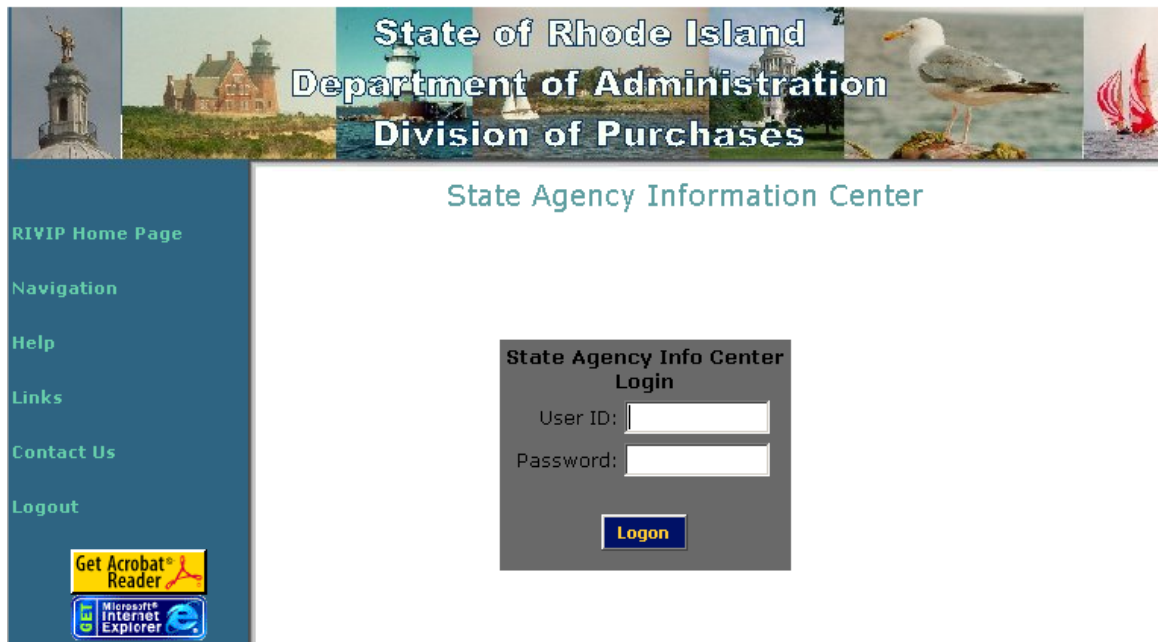 State of Rhode Island
Department of Administration
Division of Purchases
State Agency Information Center
RIVIP Home Page
Navigation
Help
Links
Contact Us
Logout
Get Acrobat®
Reader
GET
Microsoft®
Internet
Explorer
State Agency Info Center
Login
User ID:
Password:
Logon